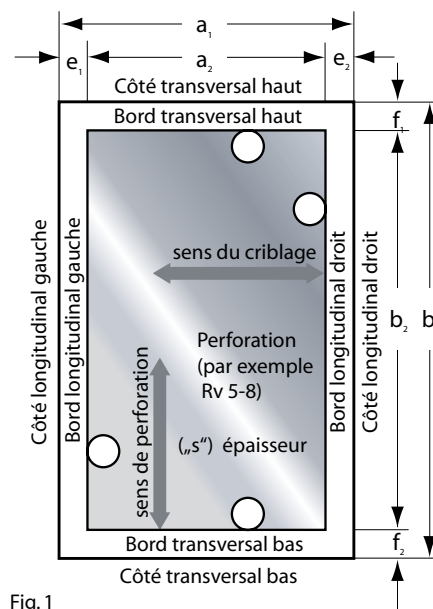 a₁
e₁
a₂
e₂
Côté transversal haut
Bord transversal haut
f₁
Côté longitudinal gauche
Bord longitudinal gauche
sens du criblage
Perforation
(par exemple
Rv 5-8)
sens de perforation
(„s“) épaisseur
Bord longitudinal droit
Côté longitudinal droit
b₂
b
Bord transversal bas
f₂
Côté transversal bas
Fig. 1